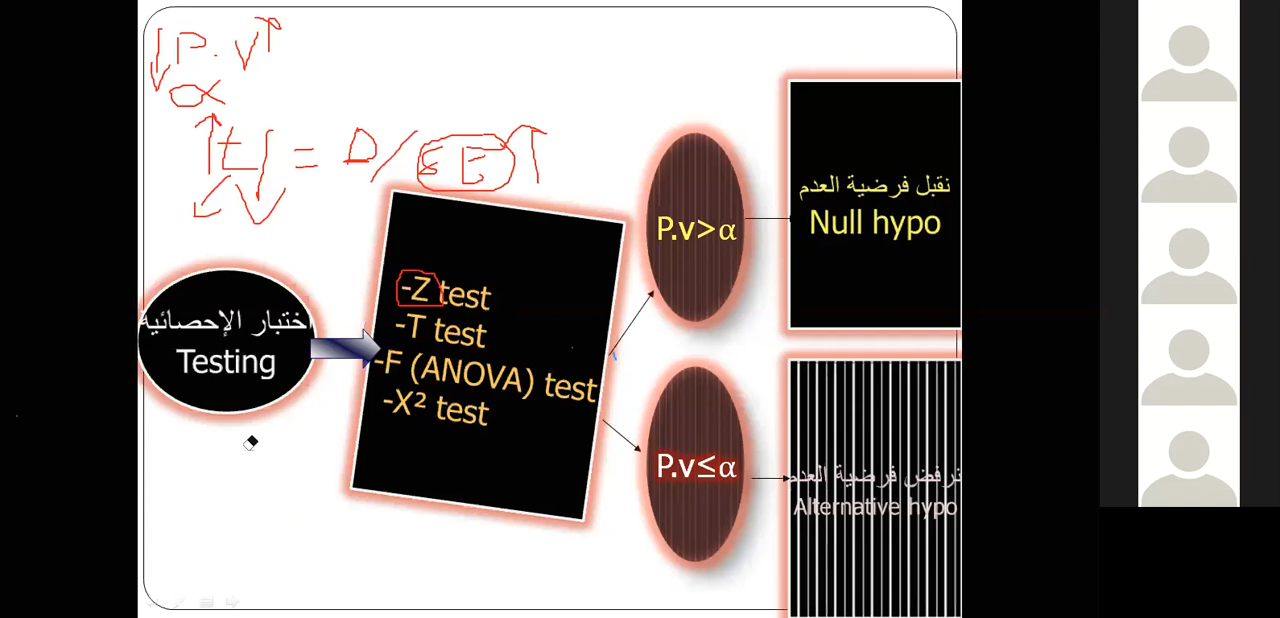 P.v
α
t = D/SE
ختبار الإحصائية
Testing
-Z test
-T test
-F (ANOVA) test
-X² test
P.v>α
نقبل فرضية العدم
Null hypo
P.v≤α
نرفض فرضية العدم
Alternative hypo